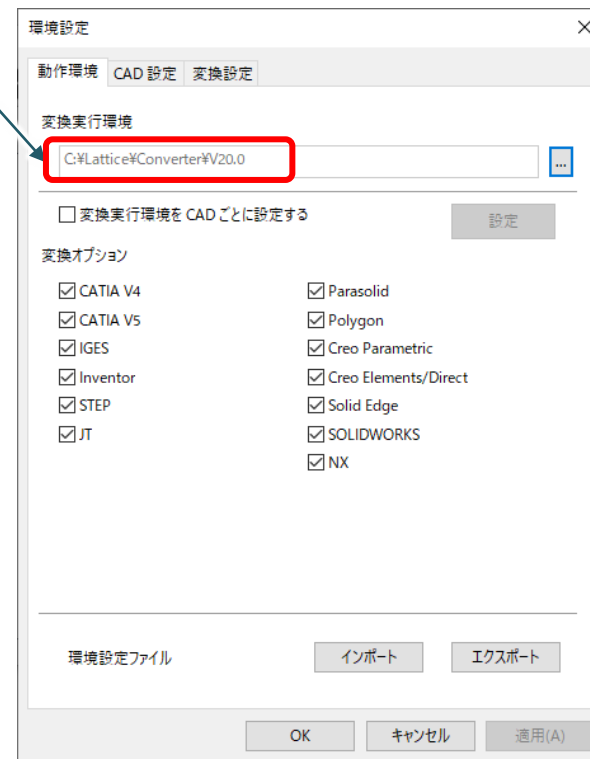 環境設定
動作環境 CAD 設定 変換設定
変換実行環境
C:¥Lattice¥Converter¥V20.0 ...
変換実行環境を CAD ごとに設定する 設定
変換オプション
CATIA V4 Parasolid
CATIA V5 Polygon
IGES Creo Parametric
Inventor Creo Elements/Direct
STEP Solid Edge
JT SOLIDWORKS
NX
環境設定ファイル インポート エクスポート
OK キャンセル 適用(A)